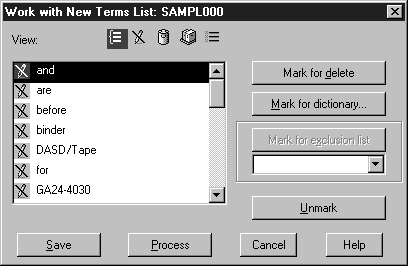 Work with New Terms List: SAMPL000
View:
and
are
before
binder
DASD/Tape
for
GA24-4030
Mark for delete
Mark for dictionary...
Mark for exclusion list
Unmark
Save
Process
Cancel
Help